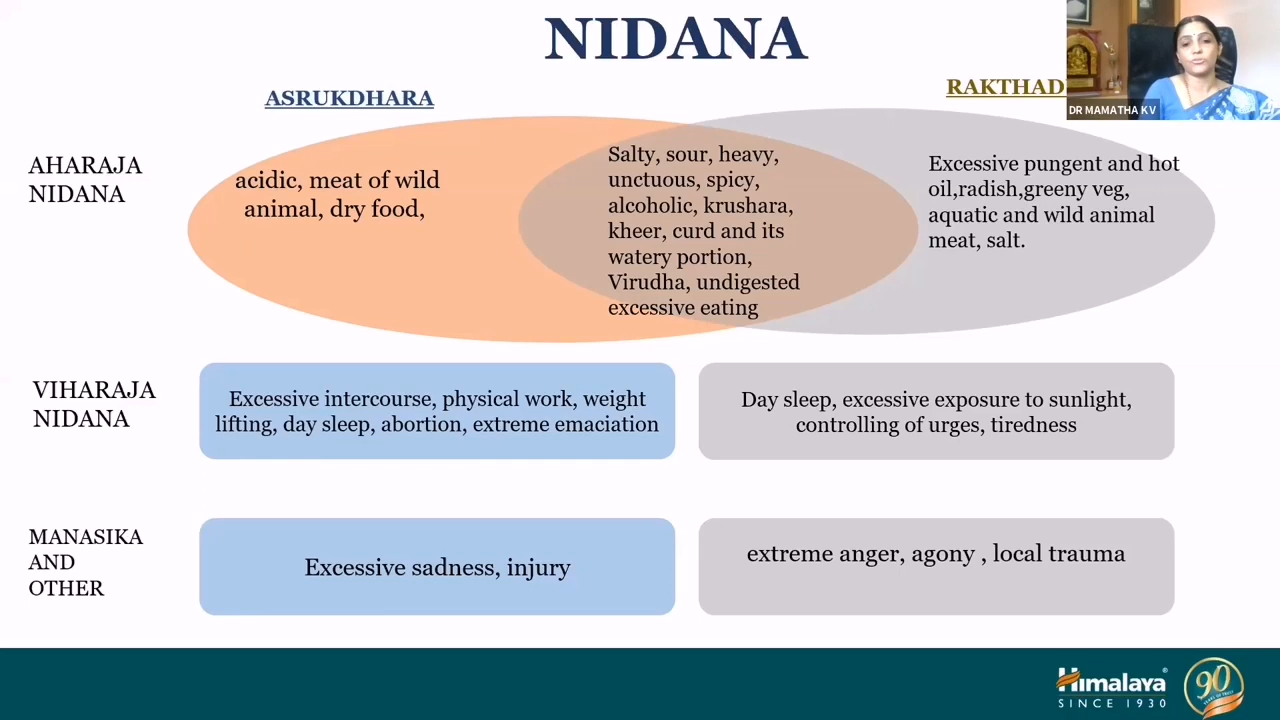 NIDANA
ASRUKDHARA
RAKTHAD
DR MAMATHA K V
AHARAJA
NIDANA
acidic, meat of wild
animal, dry food,
Salty, sour, heavy,
unctuous, spicy,
alcoholic, krushara,
kheer, curd and its
watery portion,
Virudha, undigested
excessive eating
Excessive pungent and hot
oil,radish,greeny veg,
aquatic and wild animal
meat, salt.
VIHARAJA
NIDANA
Excessive intercourse, physical work, weight
lifting, day sleep, abortion, extreme emaciation
Day sleep, excessive exposure to sunlight,
controlling of urges, tiredness
MANASIKA
AND
OTHER
Excessive sadness, injury
extreme anger, agony , local trauma
Himalaya
SINCE 1930
90
YEARS OF TRUST